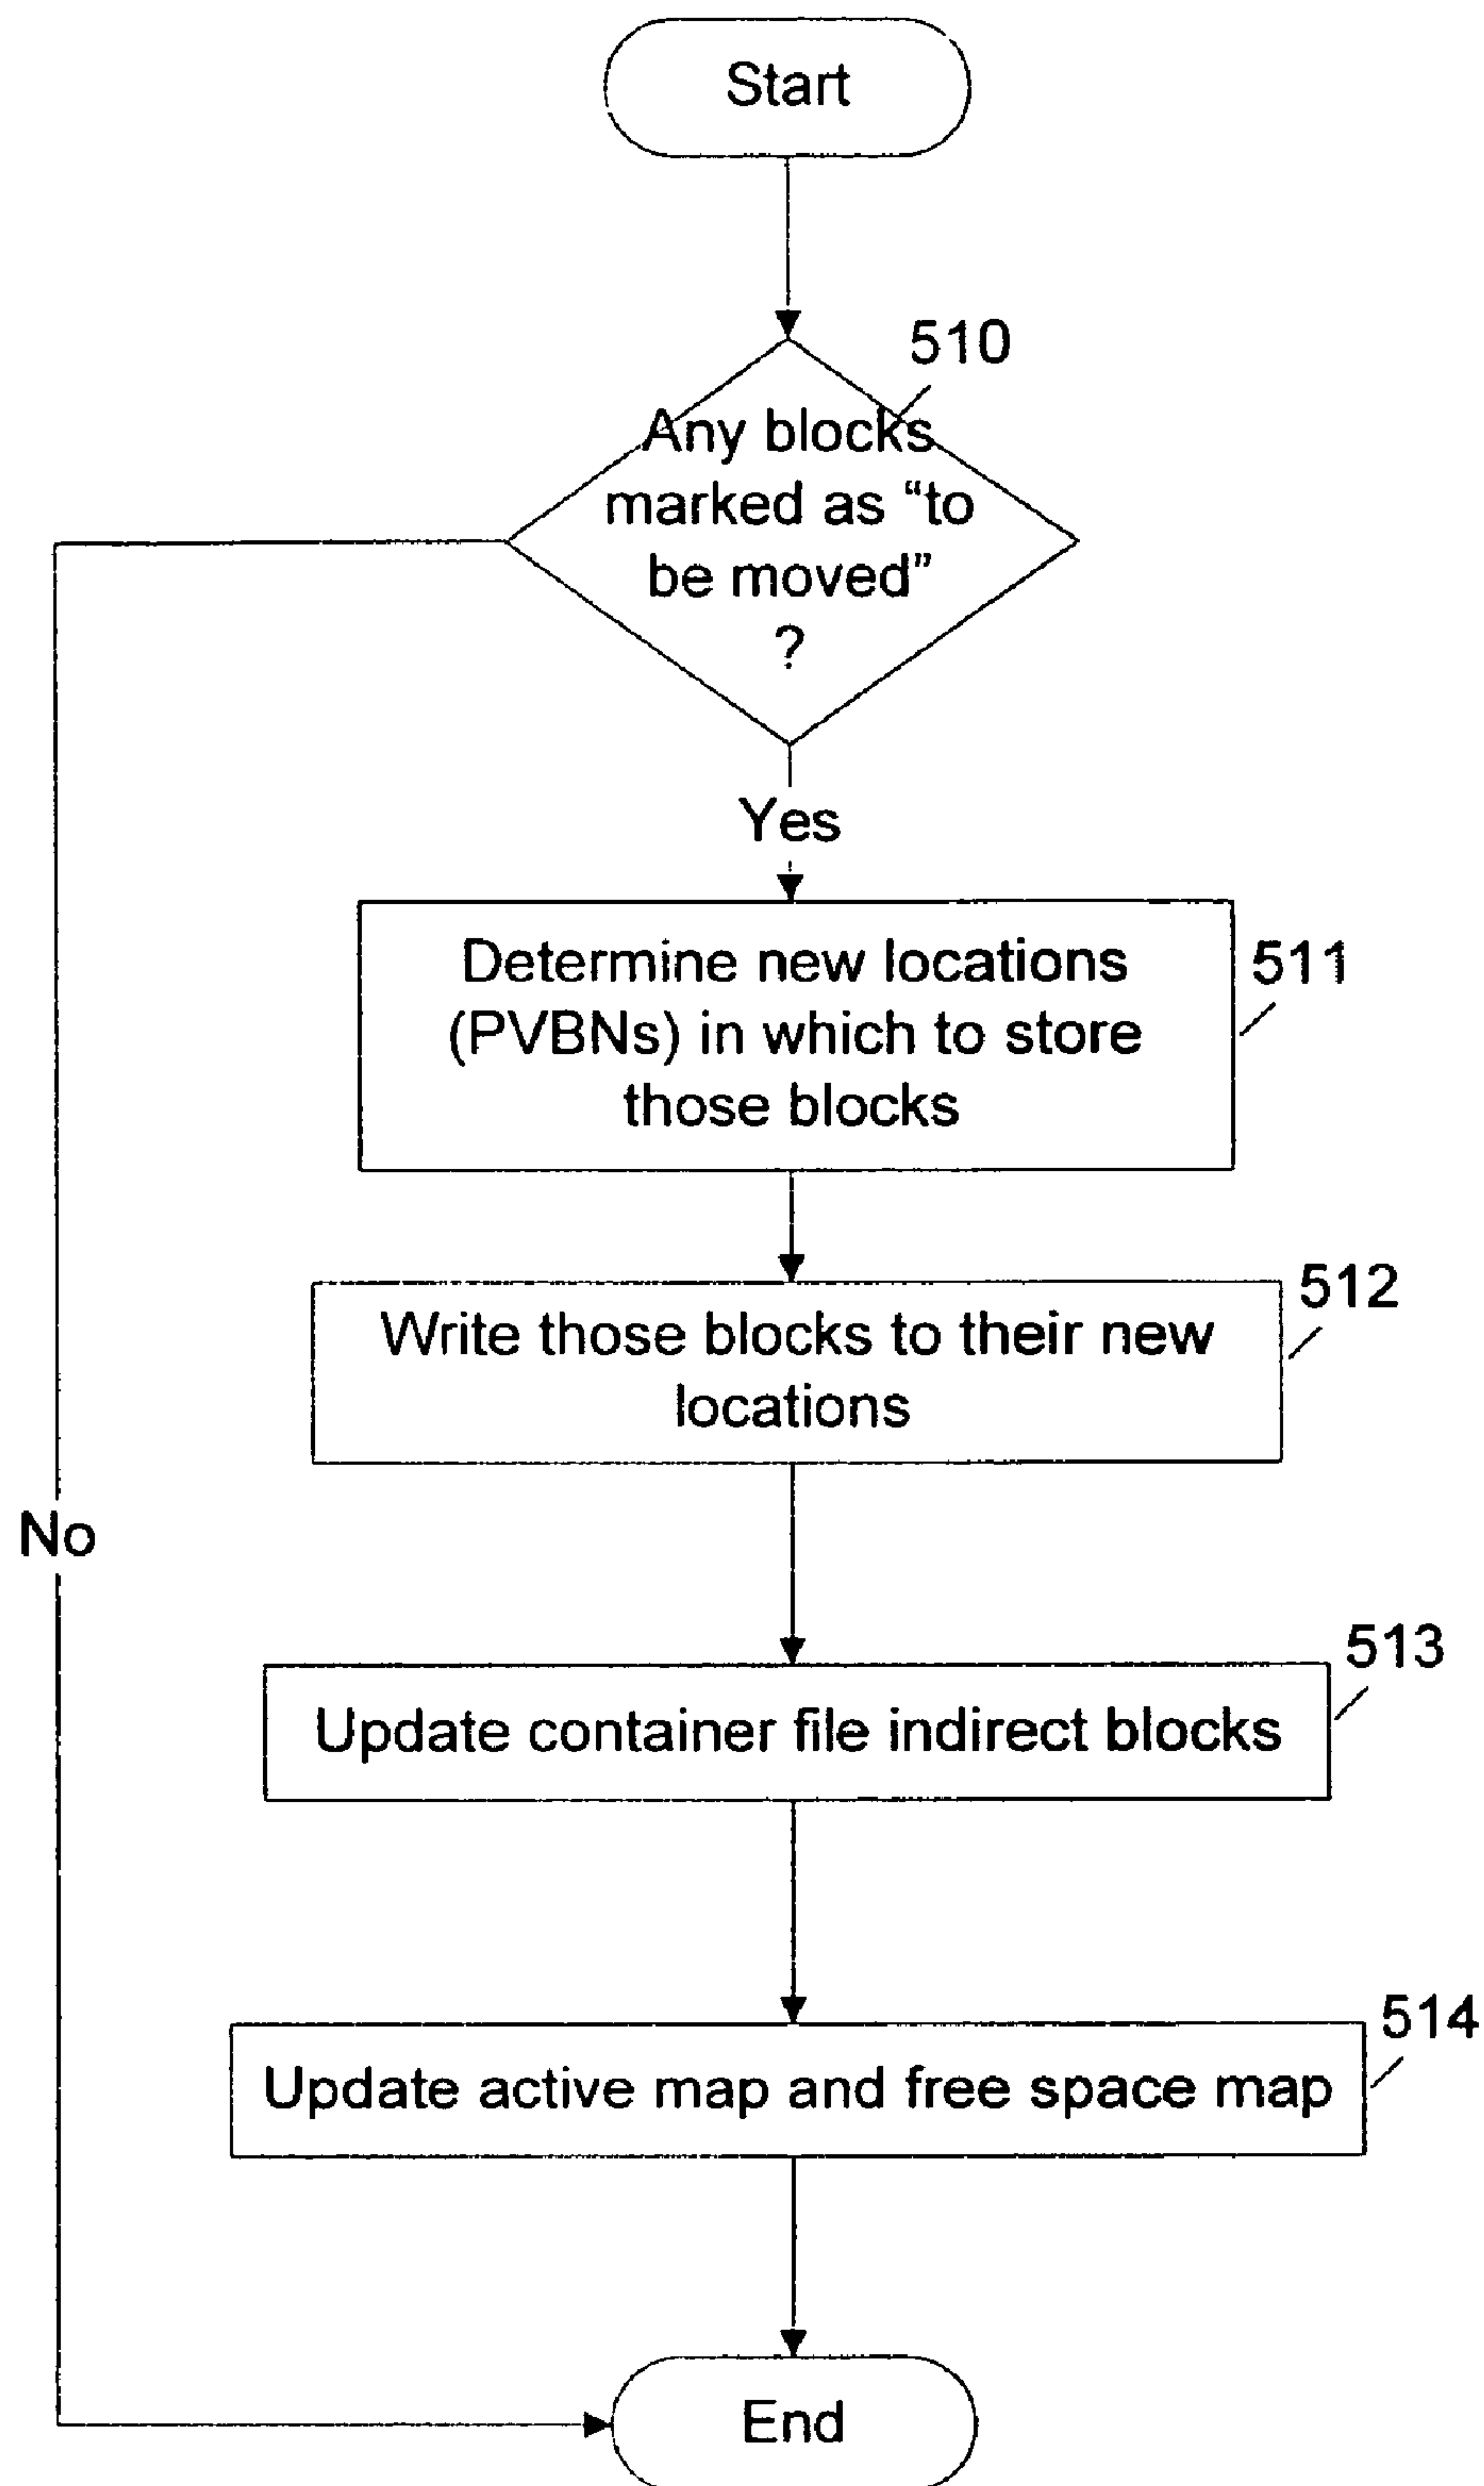 Start
510
Any blocks
marked as “to
be moved”
?
Yes
Determine new locations
(PVBNs) in which to store
those blocks
511
Write those blocks to their new
locations
512
No
Update container file indirect blocks
513
Update active map and free space map
514
End